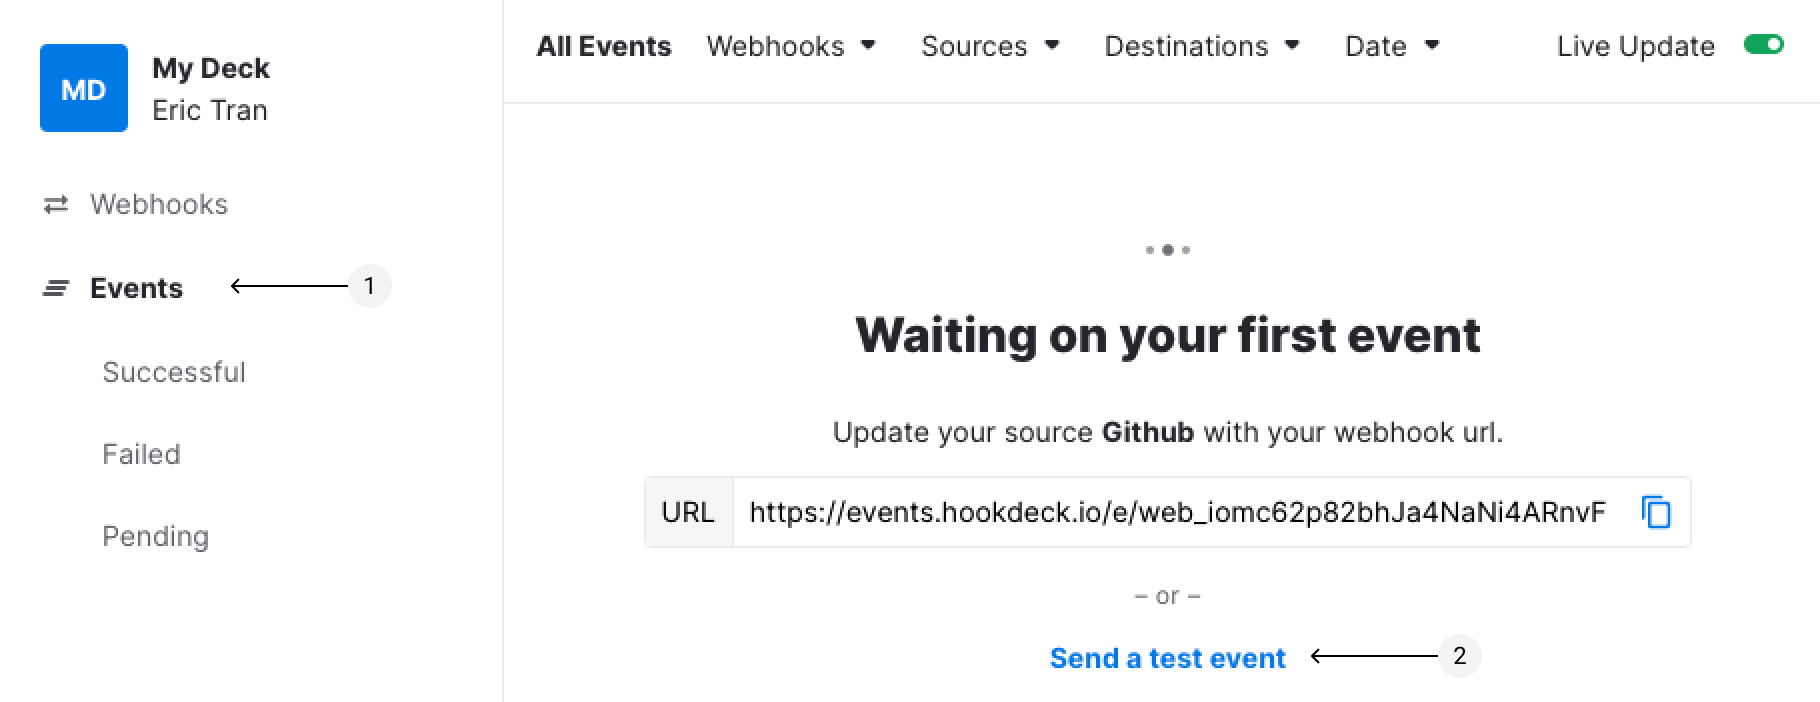 MD
My Deck
Eric Tran
Webhooks
Events
1
Successful
Failed
Pending
All Events Webhooks Sources Destinations Date Live Update
Waiting on your first event
Update your source Github with your webhook url.
URL https://events.hookdeck.io/e/web_iomc62p82bhJa4NaNi4ARnvF
– or –
Send a test event 2